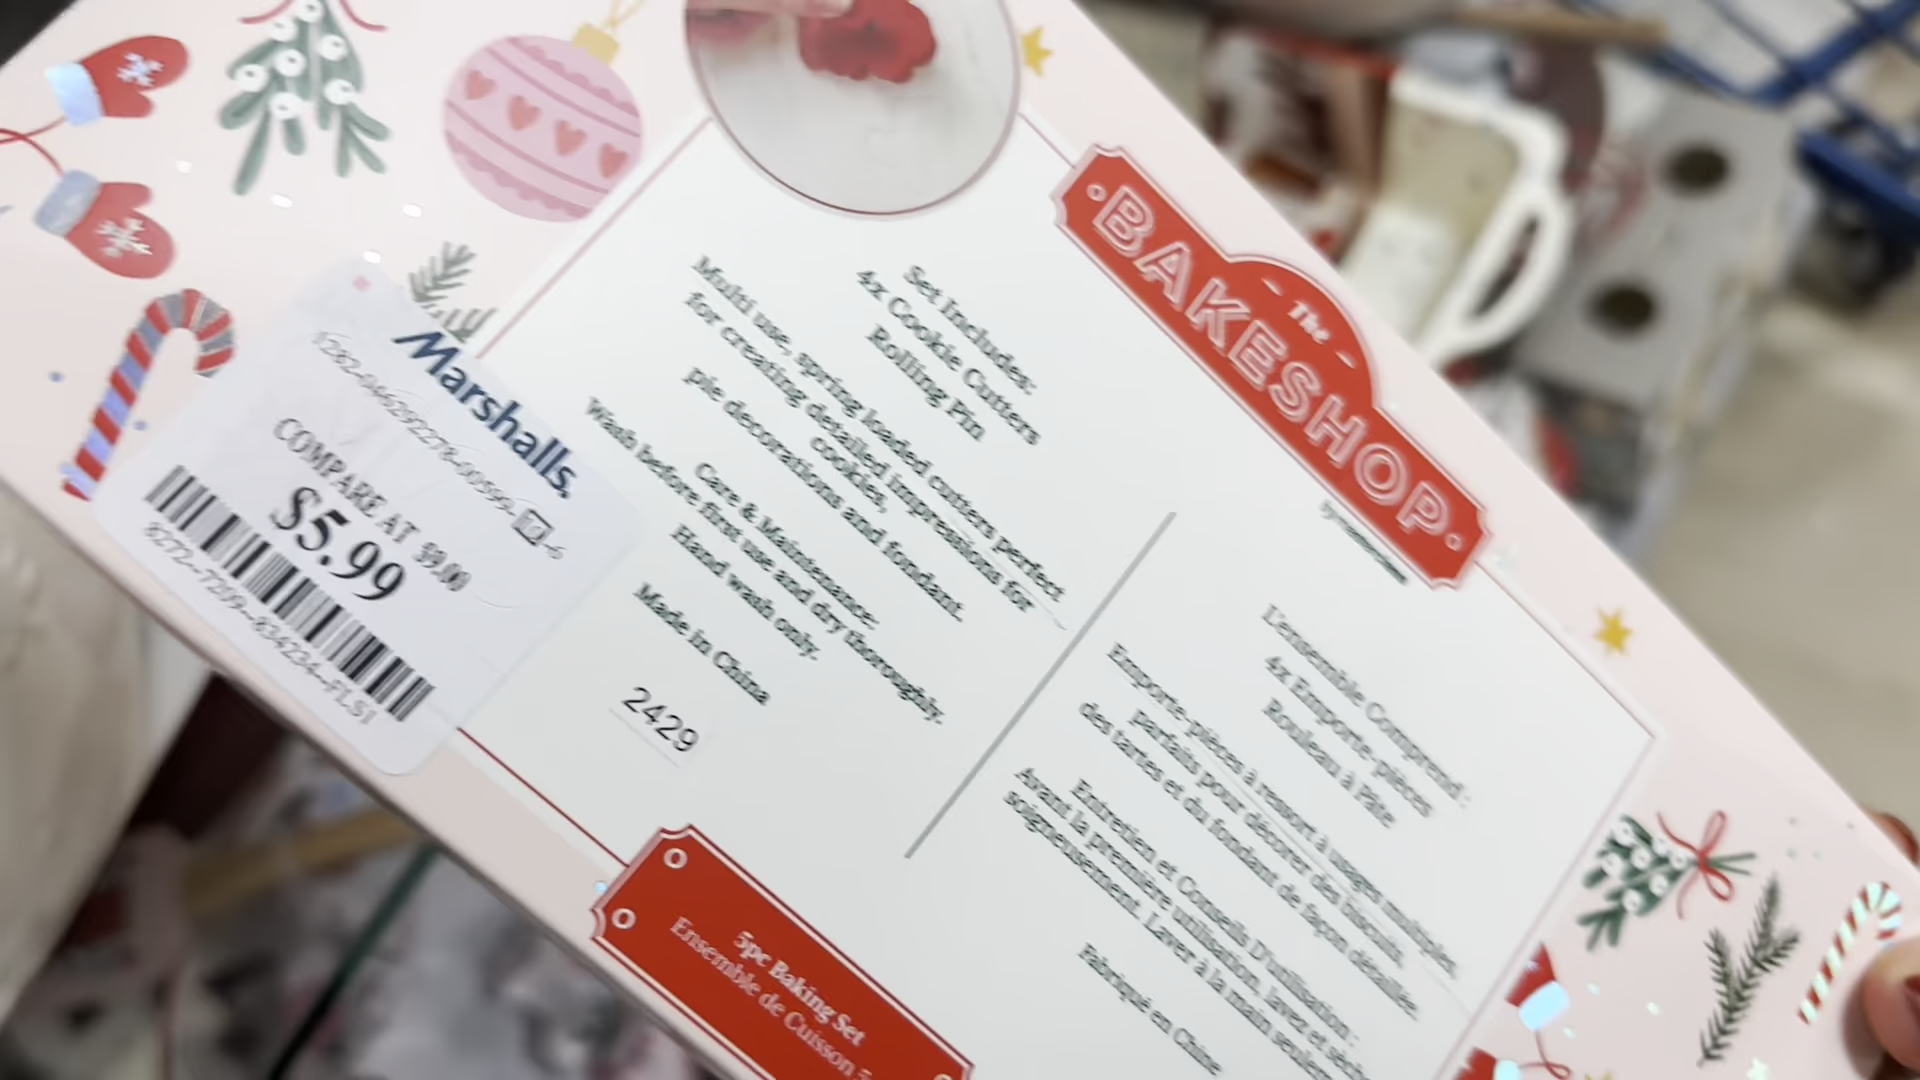 The
BAKESHOP
Set Includes:
4x Cookie Cutters
Rolling Pin
Multi use, spring loaded cutters perfect
for creating detailed impressions for
cookies,
pie decorations and fondant.
Care & Maintenance:
Wash before first use and dry thoroughly.
Hand wash only.
Made in China
2429
Marshalls.
COMPARE AT $9.00
$5.99
L'ensemble Comprend :
4x Emporte-pièces
Rouleau à Pâte
Emporte-pièces à ressort à usages multiples,
parfaits pour décorer des biscuits,
des tartes et du fondant de façon détaillée.
Entretien et Conseils D'utilisation :
Avant la première utilisation, lavez et séchez
soigneusement. Laver à la main seulement
Fabriqué en Chine
5pc Baking Set
Ensemble de Cuisson 5